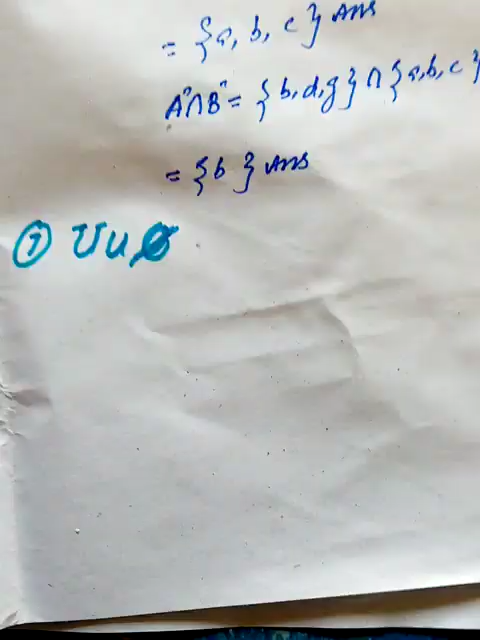 = {a, b, c} Ans
A''∩B'' = {b,d,g} ∩ {a,b,c}
= {b} Ans
⑦ U∪